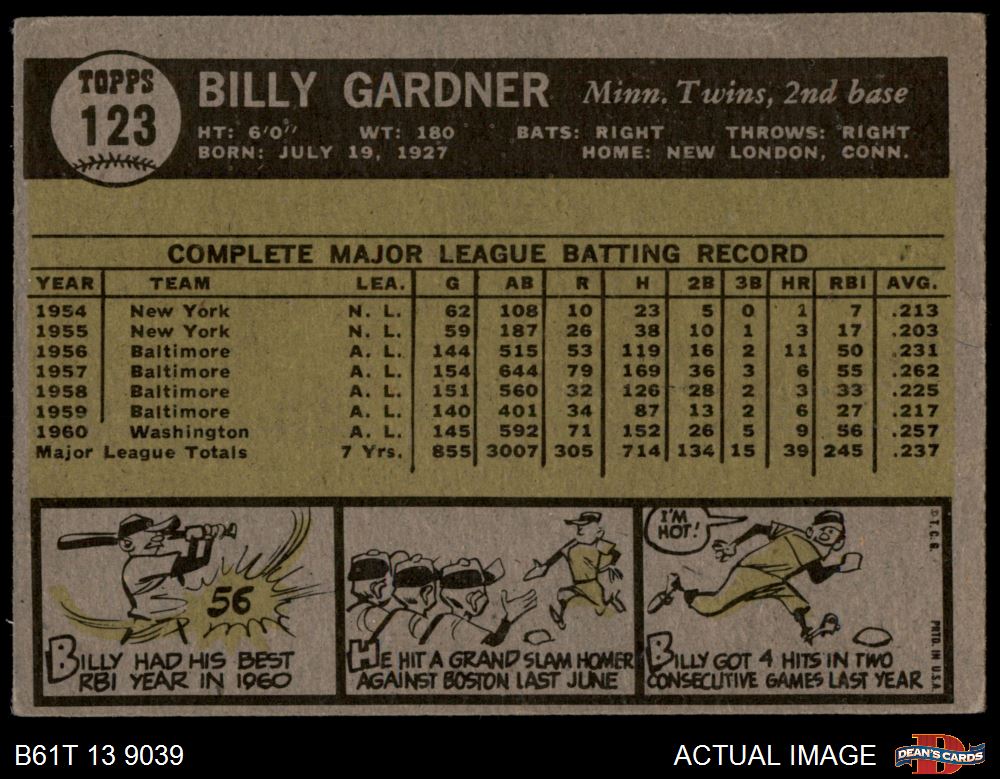 TOPPS
123
BILLY GARDNER Minn. Twins, 2nd base
HT: 6'0" WT: 180 BATS: RIGHT THROWS: RIGHT
BORN: JULY 19, 1927 HOME: NEW LONDON, CONN.
COMPLETE MAJOR LEAGUE BATTING RECORD
YEAR TEAM LEA. G AB R H 2B 3B HR RBI AVG.
1954 New York N. L. 62 108 10 23 5 0 1 7 .213
1955 New York N. L. 59 187 26 38 10 1 3 17 .203
1956 Baltimore A. L. 144 515 53 119 16 2 11 50 .231
1957 Baltimore A. L. 154 644 79 169 36 3 6 55 .262
1958 Baltimore A. L. 151 560 32 126 28 2 3 33 .225
1959 Baltimore A. L. 140 401 34 87 13 2 6 27 .217
1960 Washington A. L. 145 592 71 152 26 5 9 56 .257
Major League Totals 7 Yrs. 855 3007 305 714 134 15 39 245 .237
56
BILLY HAD HIS BEST
RBI YEAR IN 1960
HE HIT A GRAND SLAM HOMER
AGAINST BOSTON LAST JUNE
I'M
HOT!
BILLY GOT 4 HITS IN TWO
CONSECUTIVE GAMES LAST YEAR
© T. C. G. PRTD. IN U.S.A.
B61T 13 9039 ACTUAL IMAGE
DEAN'S CARDS